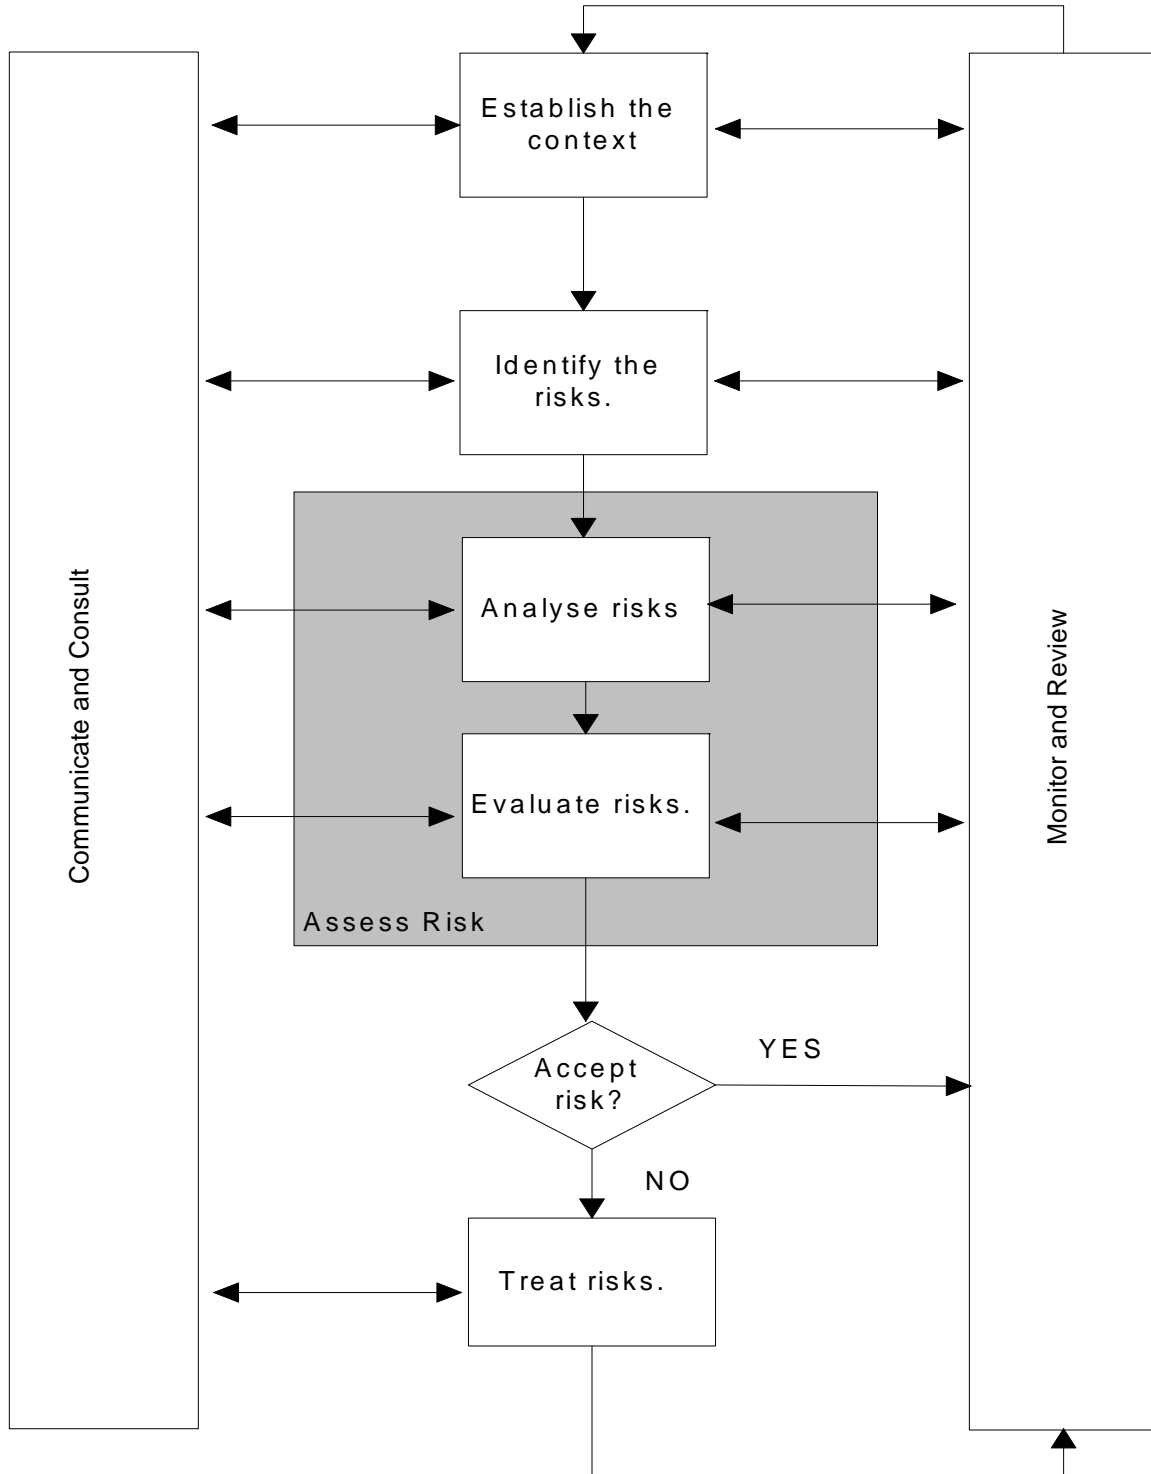 Establish the
context
Identify the
risks.
Analyse risks
Evaluate risks.
Assess Risk
Accept
risk?
YES
NO
Treat risks.
Communicate and Consult
Monitor and Review